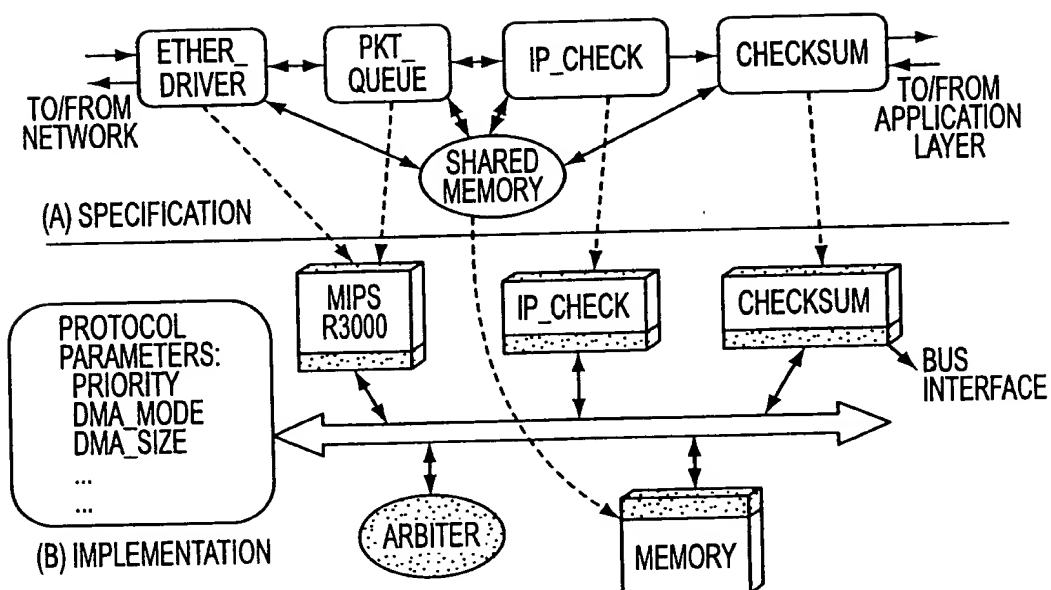 ETHER_
DRIVER
PKT_
QUEUE
IP_CHECK
CHECKSUM
TO/FROM
NETWORK
TO/FROM
APPLICATION
LAYER
SHARED
MEMORY
(A) SPECIFICATION
MIPS
R3000
IP_CHECK
CHECKSUM
BUS
INTERFACE
PROTOCOL
PARAMETERS:
PRIORITY
DMA_MODE
DMA_SIZE
...
...
ARBITER
MEMORY
(B) IMPLEMENTATION